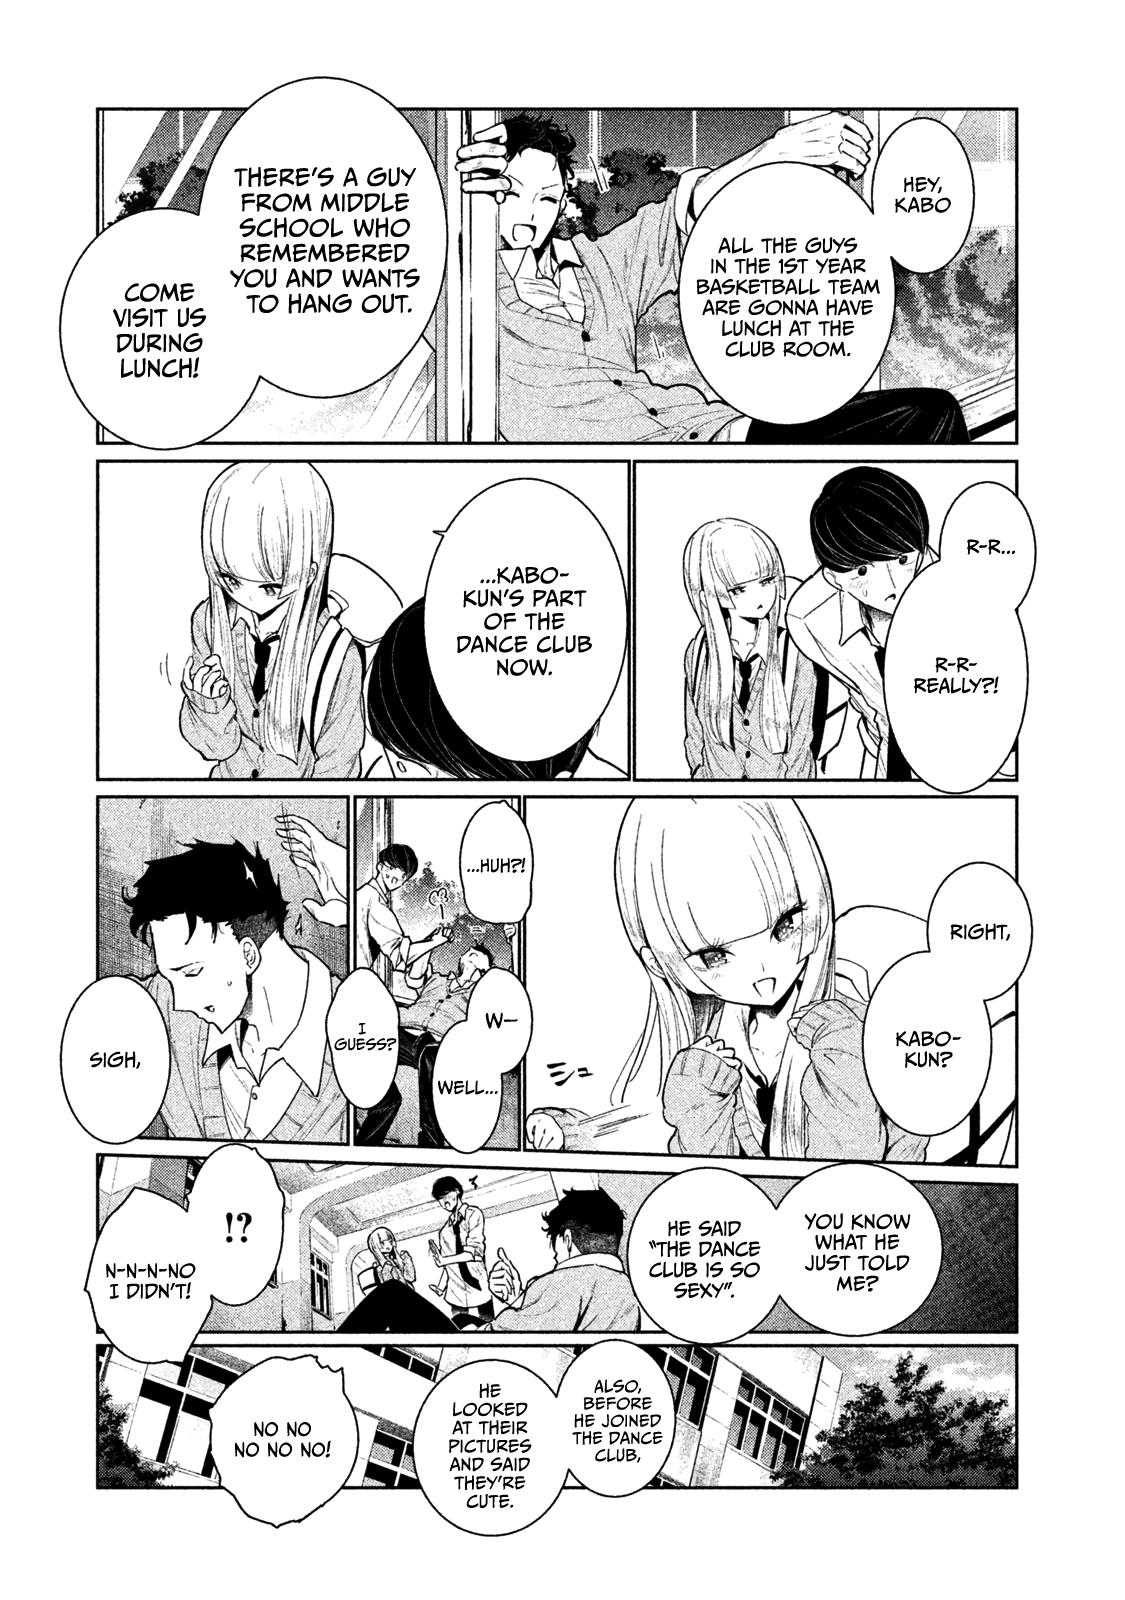 HEY,
KABO
ALL THE GUYS
IN THE 1ST YEAR
BASKETBALL TEAM
ARE GONNA HAVE
LUNCH AT THE
CLUB ROOM.
THERE'S A GUY
FROM MIDDLE
SCHOOL WHO
REMEMBERED
YOU AND WANTS
TO HANG OUT.
COME
VISIT US
DURING
LUNCH!
R-R...
R-R-
REALLY?!
...KABO-
KUN'S PART
OF THE
DANCE CLUB
NOW.
RIGHT,
KABO-
KUN?
シュ
...HUH?!
W—
WELL...
I
GUESS?
SIGH,
YOU KNOW
WHAT HE
JUST TOLD
ME?
HE SAID
"THE DANCE
CLUB IS SO
SEXY".
!?
N-N-N-NO
I DIDN'T!
ALSO,
BEFORE
HE JOINED
THE DANCE
CLUB,
HE
LOOKED
AT THEIR
PICTURES
AND SAID
THEY'RE
CUTE.
NO NO
NO NO NO!